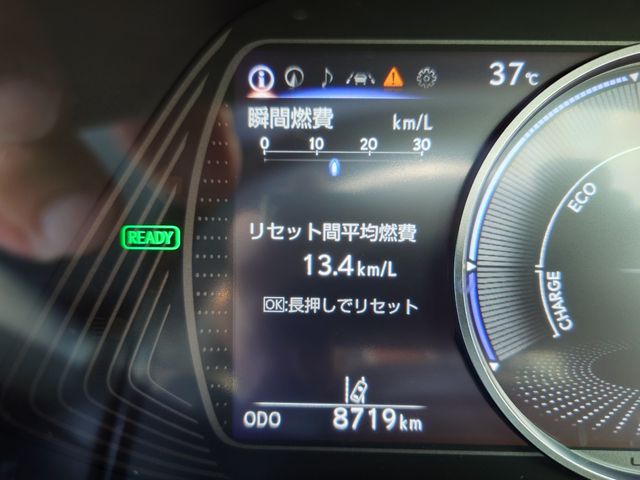 37℃
瞬間燃費 km/L
0 10 20 30
READY
リセット間平均燃費
13.4km/L
OK:長押しでリセット
ODO 8719km
ECO
CHARGE